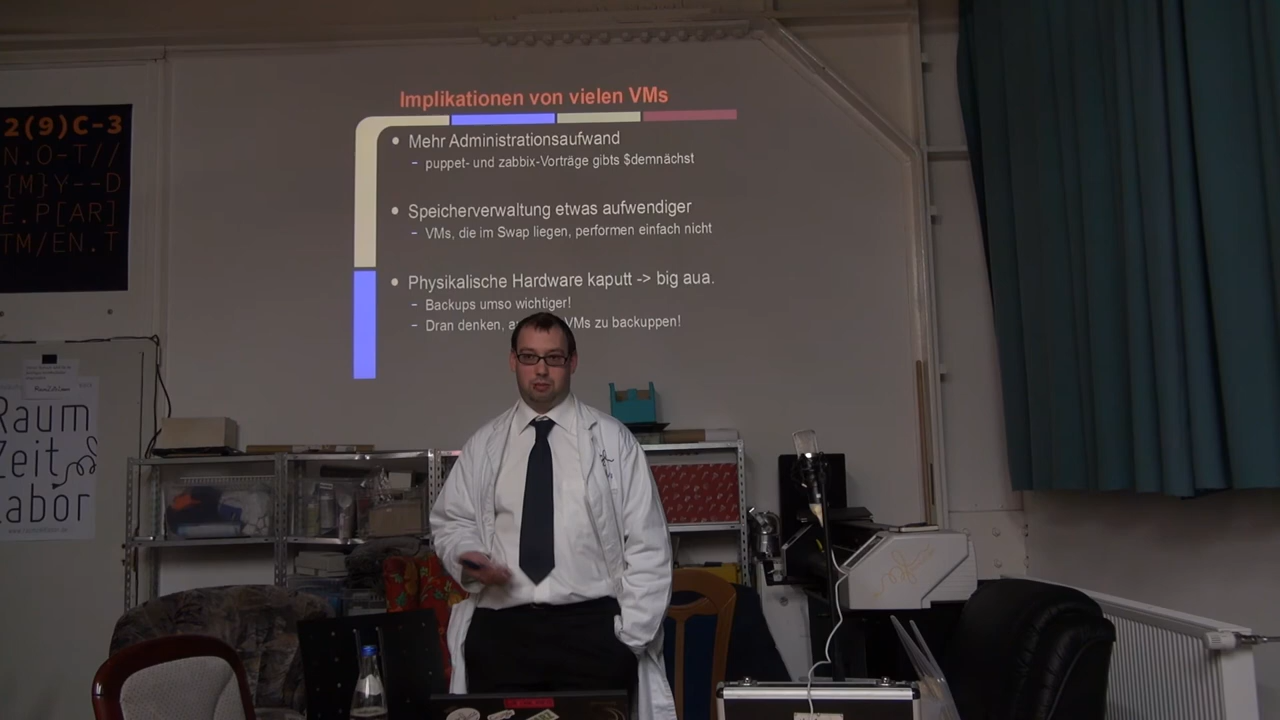 Implikationen von vielen VMs
Mehr Administrationsaufwand
- puppet- und zabbix-Vorträge gibts $demnächst
Speicherverwaltung etwas aufwendiger
- VMs, die im Swap liegen, performen einfach nicht
Physikalische Hardware kaputt -> big aua.
- Backups umso wichtiger!
- Dran denken, VMs zu backuppen!
2(9)C-3
N.O-T//
{M}Y--D
E.P[AR]
TM/EN.T
Raum
Zeit
Labor